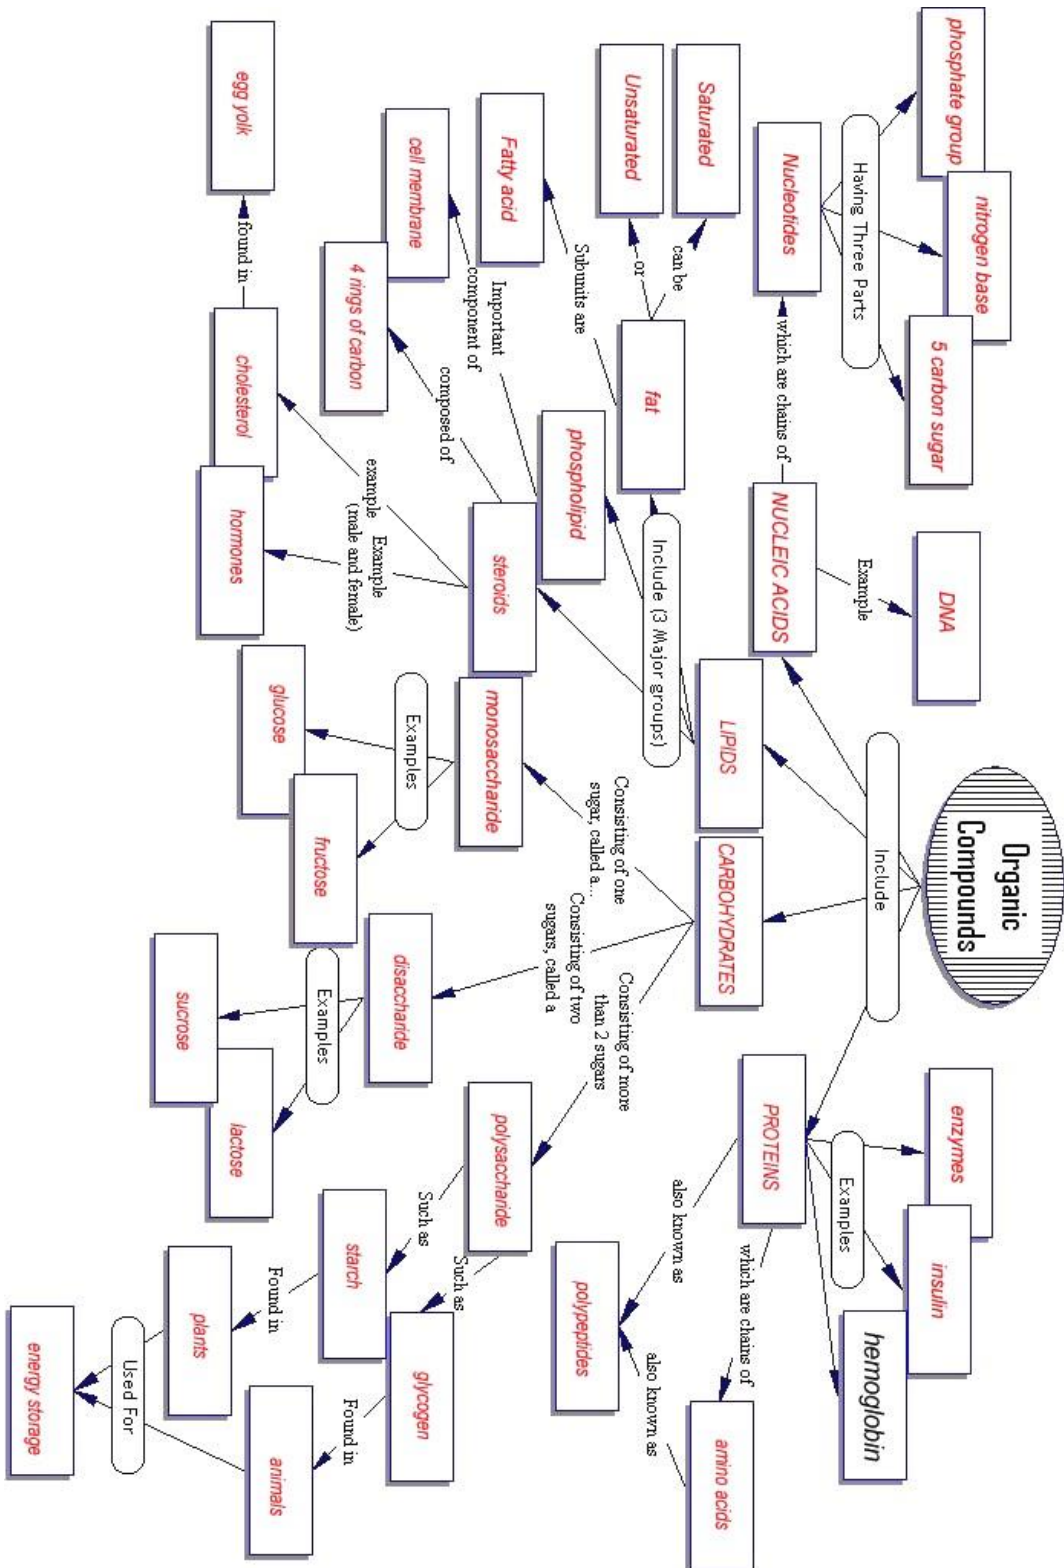 Organic
Compounds
Include
NUCLEIC ACIDS
LIPIDS
CARBOHYDRATES
PROTEINS
Example
DNA
which are chains of
Nucleotides
Having Three Parts
phosphate group
nitrogen base
5 carbon sugar
Include (3 Major groups)
fat
phospholipid
steroids
can be
Saturated
or
Unsaturated
Subunits are
Fatty acid
Important
component of
cell membrane
composed of
4 rings of carbon
example
cholesterol
found in
egg yolk
Example
(male and female)
hormones
Consisting of one
sugar, called a...
monosaccharide
Examples
glucose
fructose
Consisting of two
sugars, called a
disaccharide
Examples
sucrose
lactose
Consisting of more
than 2 sugars
polysaccharide
Such as
starch
Found in
plants
Such as
glycogen
Found in
animals
Used For
energy storage
Examples
enzymes
insulin
hemoglobin
also known as
polypeptides
which are chains of
amino acids
also known as